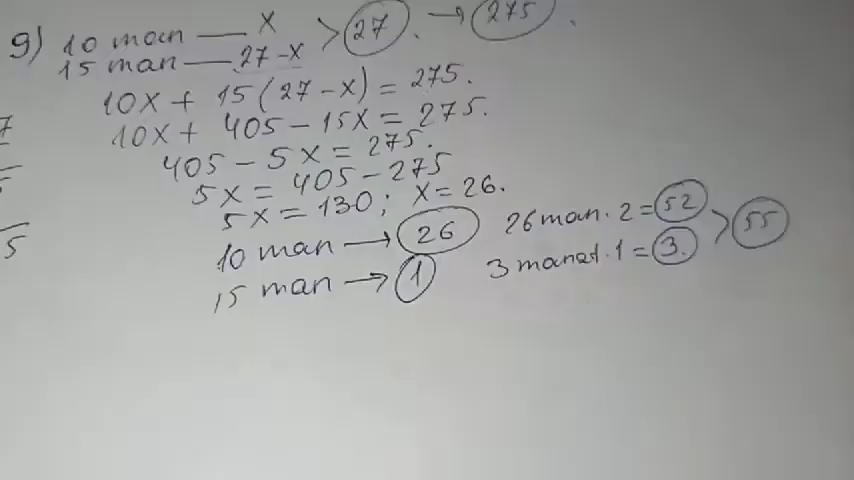 9) 10 man — x > 27. → 275.
15 man — 27 - x
10x + 15(27 - x) = 275.
10x + 405 - 15x = 275.
405 - 5x = 275.
5x = 405 - 275
5x = 130; x = 26.
10 man → 26
15 man → 1
26 man. 2 = 52 > 55
3 manat. 1 = 3.
7
5